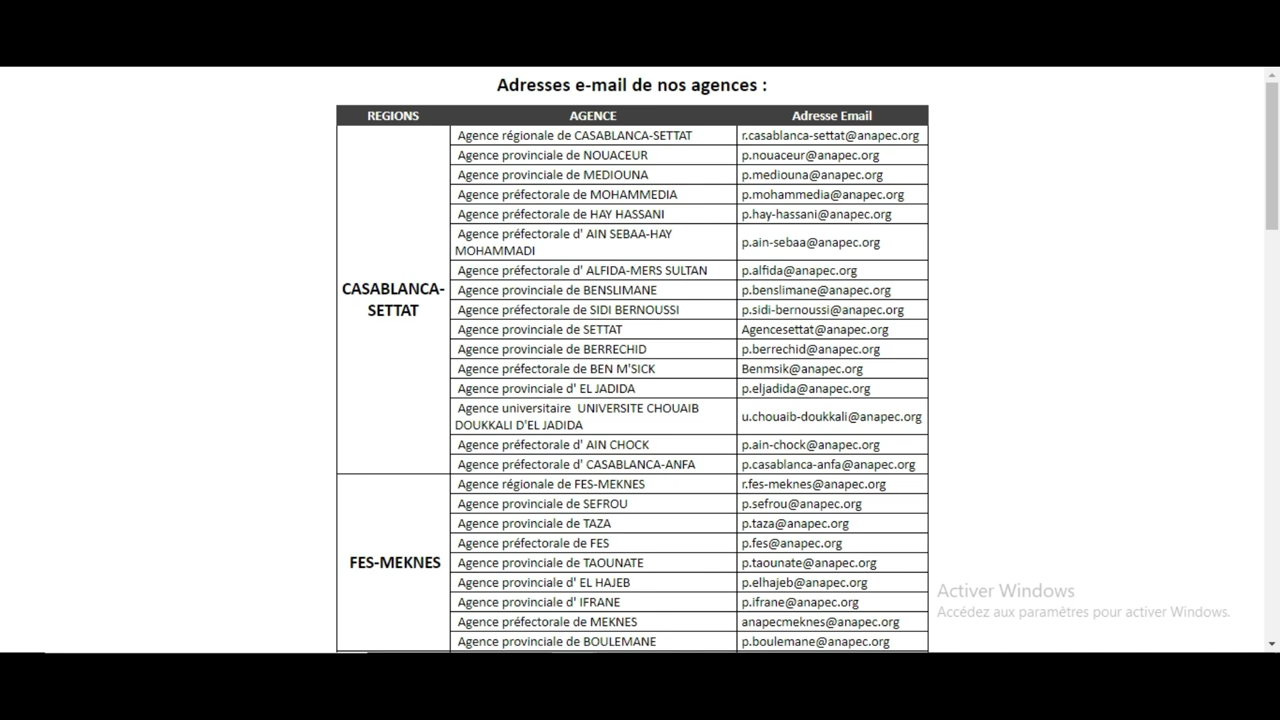 Adresses e-mail de nos agences :
REGIONS AGENCE Adresse Email
CASABLANCA-
SETTAT
Agence régionale de CASABLANCA-SETTAT r.casablanca-settat@anapec.org
Agence provinciale de NOUACEUR p.nouaceur@anapec.org
Agence provinciale de MEDIOUNA p.mediouna@anapec.org
Agence préfectorale de MOHAMMEDIA p.mohammedia@anapec.org
Agence préfectorale de HAY HASSANI p.hay-hassani@anapec.org
Agence préfectorale d' AIN SEBAA-HAY
MOHAMMADI p.ain-sebaa@anapec.org
Agence préfectorale d' ALFIDA-MERS SULTAN p.alfida@anapec.org
Agence provinciale de BENSLIMANE p.benslimane@anapec.org
Agence préfectorale de SIDI BERNOUSSI p.sidi-bernoussi@anapec.org
Agence provinciale de SETTAT Agencesettat@anapec.org
Agence provinciale de BERRECHID p.berrechid@anapec.org
Agence préfectorale de BEN M'SICK Benmsik@anapec.org
Agence provinciale d' EL JADIDA p.eljadida@anapec.org
Agence universitaire UNIVERSITE CHOUAIB
DOUKKALI D'EL JADIDA u.chouaib-doukkali@anapec.org
Agence préfectorale d' AIN CHOCK p.ain-chock@anapec.org
Agence préfectorale d' CASABLANCA-ANFA p.casablanca-anfa@anapec.org
FES-MEKNES
Agence régionale de FES-MEKNES r.fes-meknes@anapec.org
Agence provinciale de SEFROU p.sefrou@anapec.org
Agence provinciale de TAZA p.taza@anapec.org
Agence préfectorale de FES p.fes@anapec.org
Agence provinciale de TAOUNATE p.taounate@anapec.org
Agence provinciale d' EL HAJEB p.elhajeb@anapec.org
Agence provinciale d' IFRANE p.ifrane@anapec.org
Agence préfectorale de MEKNES anapecmeknes@anapec.org
Agence provinciale de BOULEMANE p.boulemane@anapec.org
Activer Windows
Accédez aux paramètres pour activer Windows.